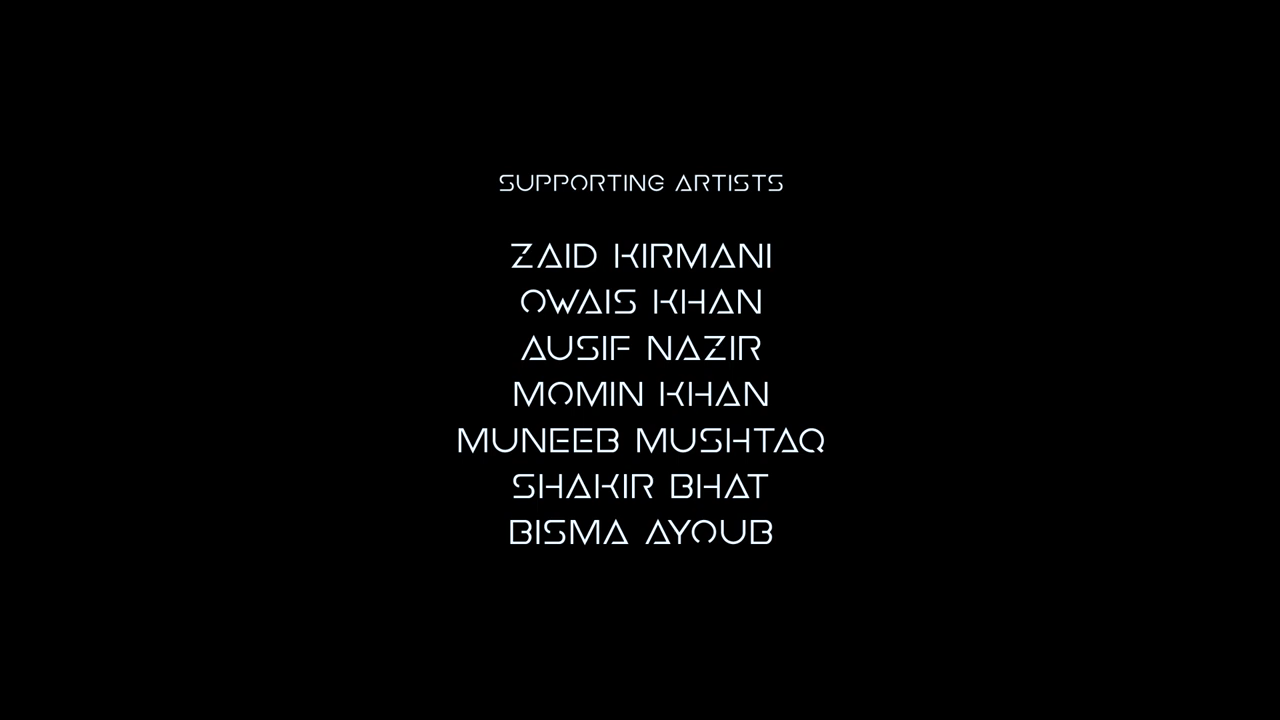 SUPPORTING ARTISTS
ZAID KIRMANI
OWAIS KHAN
AUSIF NAZIR
MOMIN KHAN
MUNEEB MUSHTAQ
SHAKIR BHAT
BISMA AYOUB